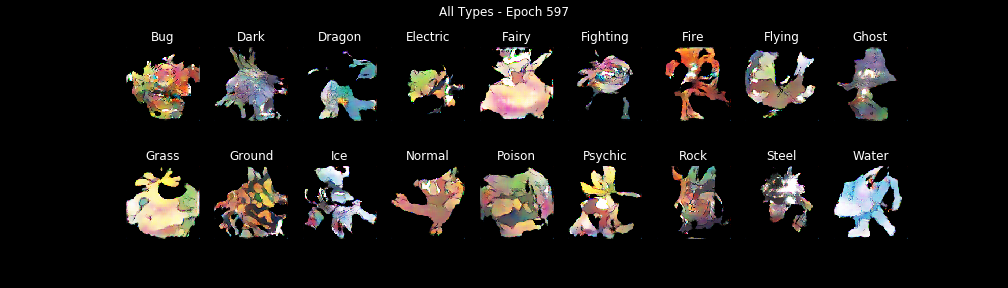 All Types - Epoch 597
Bug Dark Dragon Electric Fairy Fighting Fire Flying Ghost
Grass Ground Ice Normal Poison Psychic Rock Steel Water